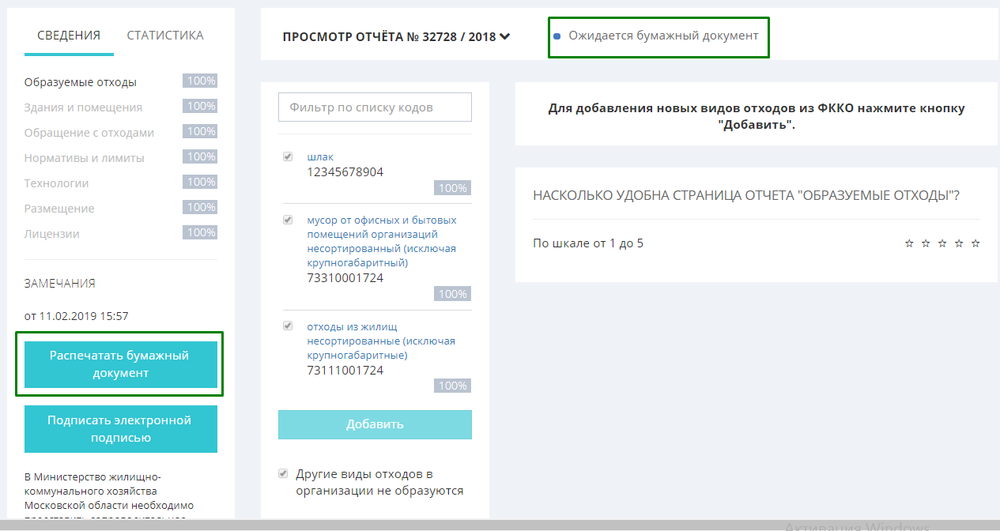 СВЕДЕНИЯ СТАТИСТИКА
Образуемые отходы 100%
Здания и помещения 100%
Обращение с отходами 100%
Нормативы и лимиты 100%
Технологии 100%
Размещение 100%
Лицензии 100%
ЗАМЕЧАНИЯ
от 11.02.2019 15:57
Распечатать бумажный
документ
Подписать электронной
подписью
В Министерство жилищно-
коммунального хозяйства
Московской области необходимо
ПРОСМОТР ОТЧЁТА № 32728 / 2018
Ожидается бумажный документ
Фильтр по списку кодов
шлак
12345678904
100%
мусор от офисных и бытовых
помещений организаций
несортированный (исключая
крупногабаритный)
73310001724
100%
отходы из жилищ
несортированные (исключая
крупногабаритные)
73111001724
100%
Добавить
Другие виды отходов в
организации не образуются
Для добавления новых видов отходов из ФККО нажмите кнопку
"Добавить".
НАСКОЛЬКО УДОБНА СТРАНИЦА ОТЧЕТА "ОБРАЗУЕМЫЕ ОТХОДЫ"?
По шкале от 1 до 5
Активация Windows